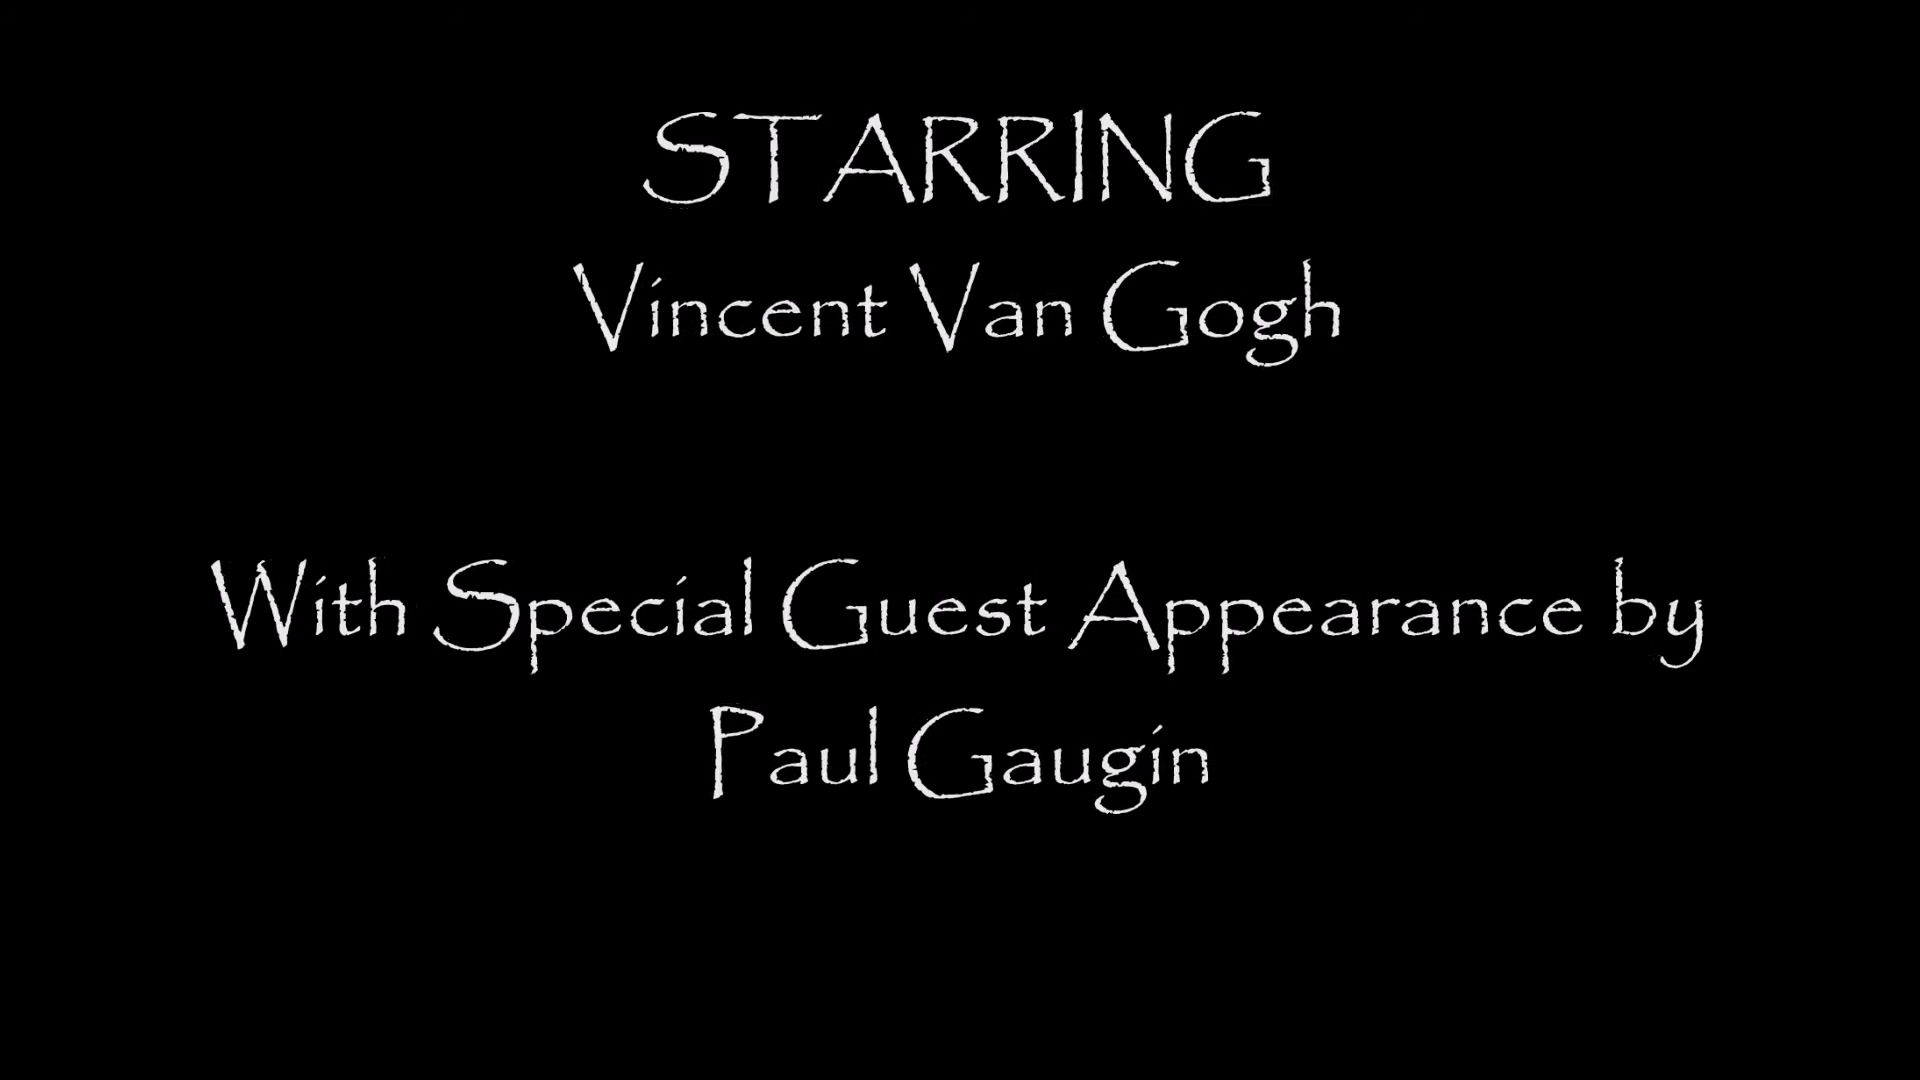 STARRING
Vincent Van Gogh
With Special Guest Appearance by
Paul Gaugin